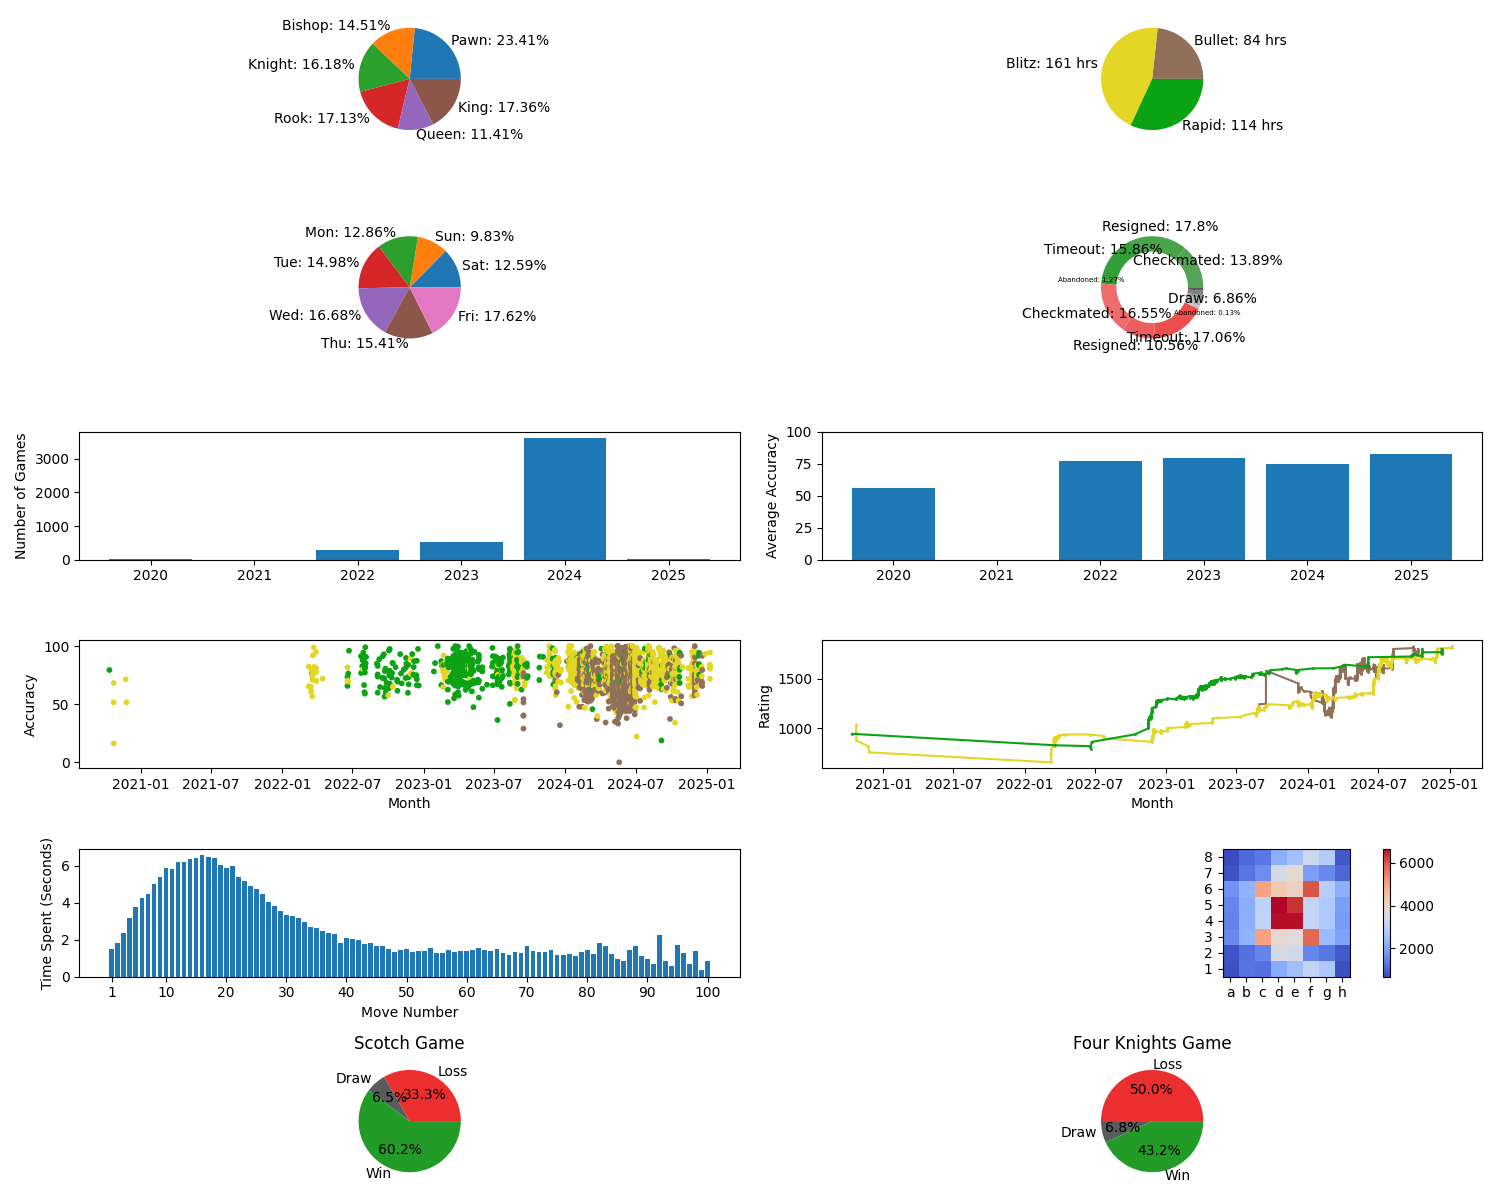 Bishop: 14.51%
Pawn: 23.41%
Knight: 16.18%
Rook: 17.13%
King: 17.36%
Queen: 11.41%
Bullet: 84 hrs
Blitz: 161 hrs
Rapid: 114 hrs
Mon: 12.86%
Sun: 9.83%
Tue: 14.98%
Sat: 12.59%
Wed: 16.68%
Fri: 17.62%
Thu: 15.41%
Resigned: 17.8%
Timeout: 15.86%
Checkmated: 13.89%
Abandoned: 1.27%
Draw: 6.86%
Checkmated: 16.55%
Abandoned: 0.13%
Timeout: 17.06%
Resigned: 10.56%
Number of Games
3000
2000
1000
0
2020 2021 2022 2023 2024 2025
Average Accuracy
100
75
50
25
0
2020 2021 2022 2023 2024 2025
Accuracy
100
50
0
2021-01 2021-07 2022-01 2022-07 2023-01 2023-07 2024-01 2024-07 2025-01
Month
Rating
1500
1000
2021-01 2021-07 2022-01 2022-07 2023-01 2023-07 2024-01 2024-07 2025-01
Month
Time Spent (Seconds)
6
4
2
0
1 10 20 30 40 50 60 70 80 90 100
Move Number
8
7
6
5
4
3
2
1
a b c d e f g h
6000
4000
2000
Scotch Game
Loss
Draw
33.3%
6.5%
60.2%
Win
Four Knights Game
Loss
50.0%
Draw
6.8%
43.2%
Win